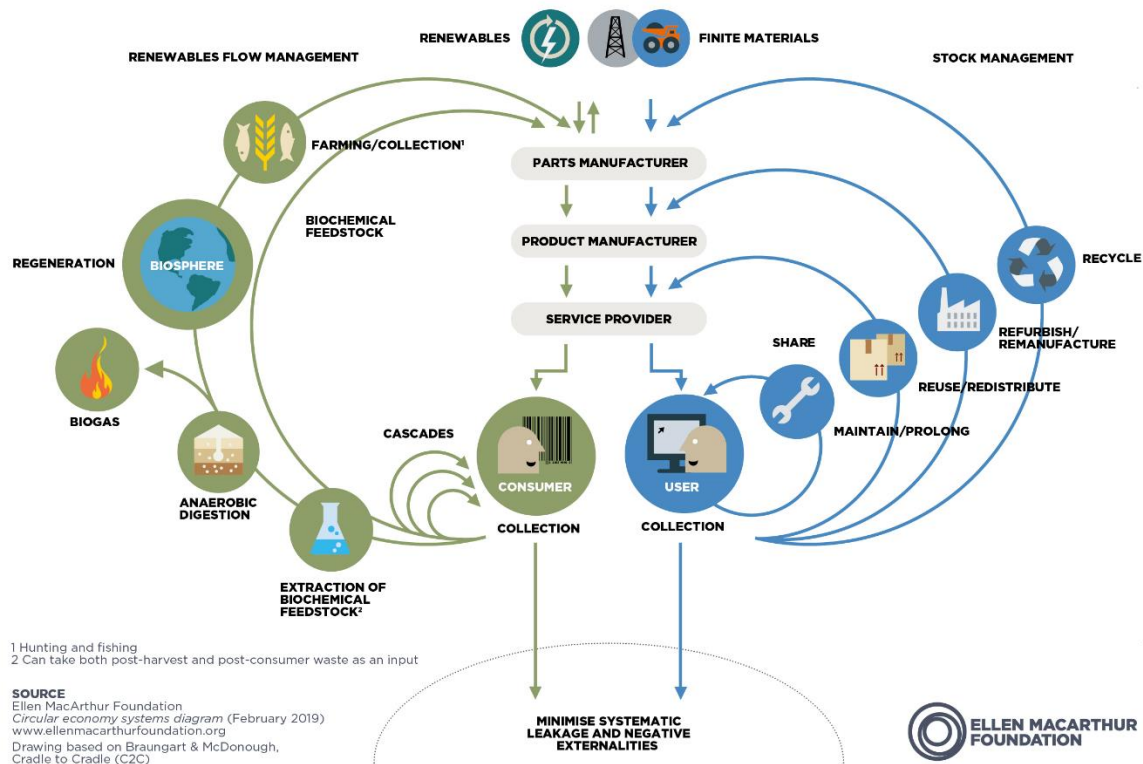 RENEWABLES
FINITE MATERIALS
RENEWABLES FLOW MANAGEMENT
STOCK MANAGEMENT
FARMING/COLLECTION¹
PARTS MANUFACTURER
BIOCHEMICAL
FEEDSTOCK
PRODUCT MANUFACTURER
REGENERATION
BIOSPHERE
RECYCLE
SERVICE PROVIDER
SHARE
REFURBISH/
REMANUFACTURE
REUSE/REDISTRIBUTE
BIOGAS
CASCADES
MAINTAIN/PROLONG
CONSUMER
USER
ANAEROBIC
DIGESTION
COLLECTION
COLLECTION
EXTRACTION OF
BIOCHEMICAL
FEEDSTOCK²
1 Hunting and fishing
2 Can take both post-harvest and post-consumer waste as an input
SOURCE
Ellen MacArthur Foundation
Circular economy systems diagram (February 2019)
www.ellenmacarthurfoundation.org
Drawing based on Braungart & McDonough,
Cradle to Cradle (C2C)
MINIMISE SYSTEMATIC
LEAKAGE AND NEGATIVE
EXTERNALITIES
ELLEN MACARTHUR
FOUNDATION